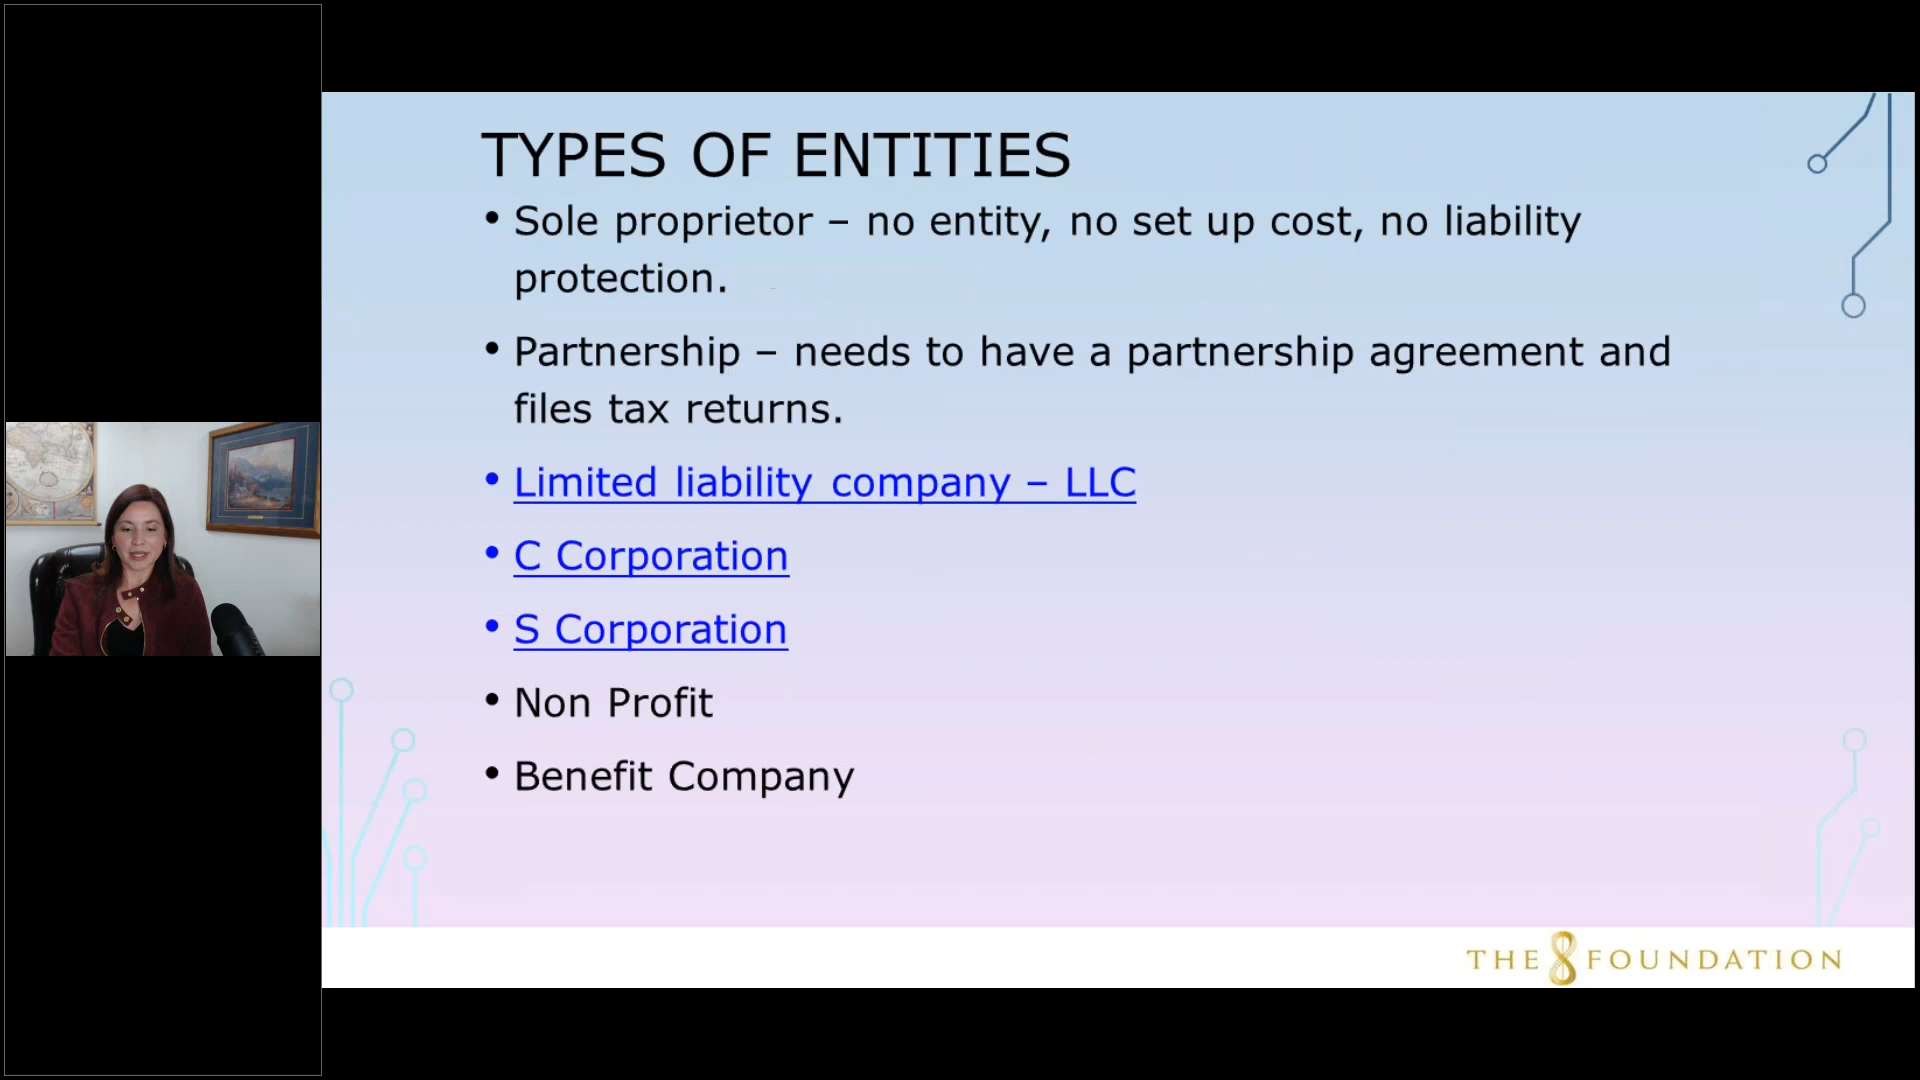 TYPES OF ENTITIES
• Sole proprietor – no entity, no set up cost, no liability
protection.
• Partnership – needs to have a partnership agreement and
files tax returns.
• Limited liability company – LLC
• C Corporation
• S Corporation
• Non Profit
• Benefit Company
THE 8 FOUNDATION